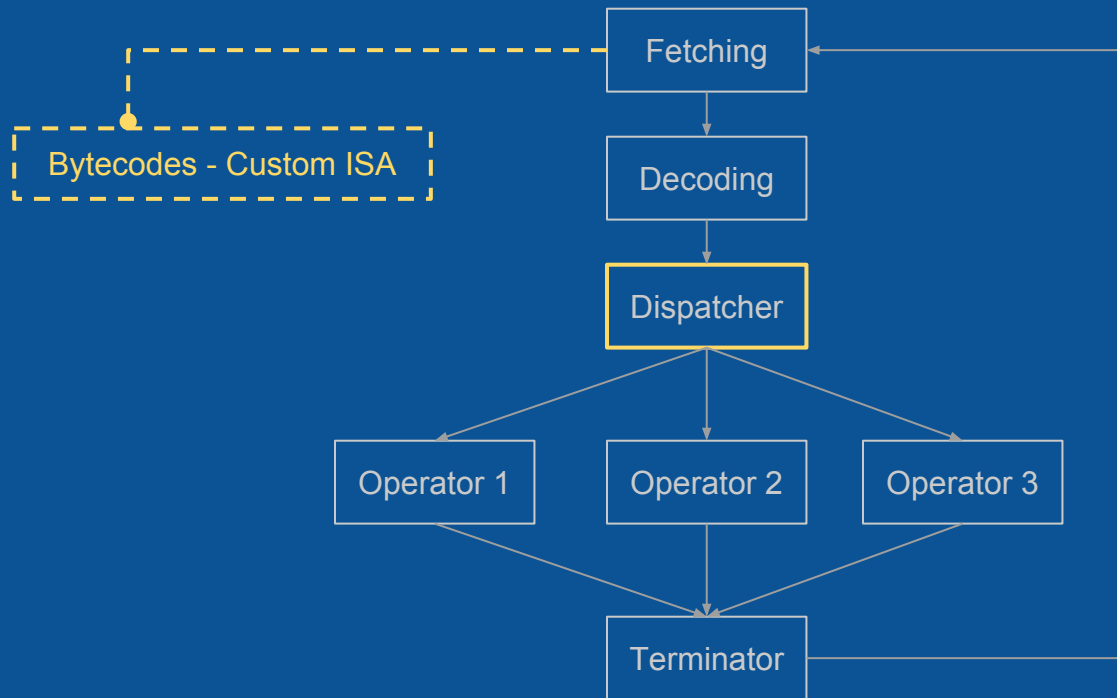 Fetching
Bytecodes - Custom ISA
Decoding
Dispatcher
Operator 1
Operator 2
Operator 3
Terminator